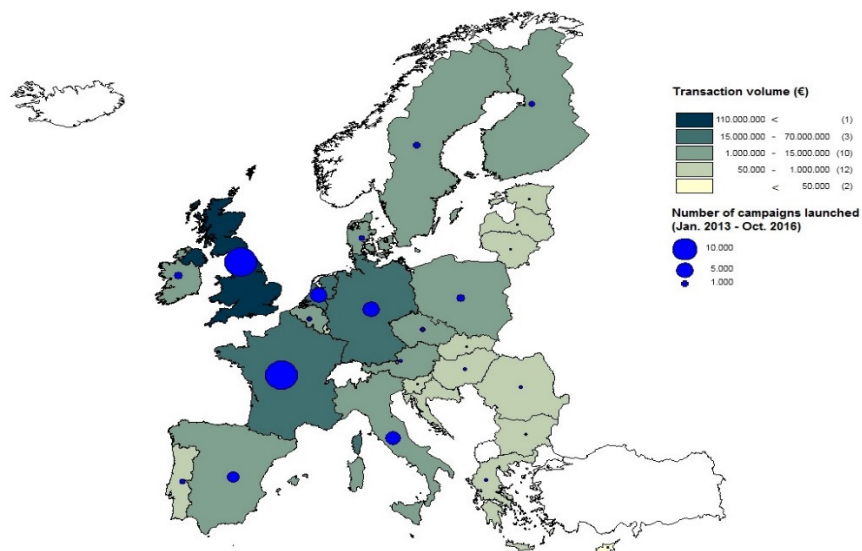 Transaction volume (€)
110.000.000 < (1)
15.000.000 - 70.000.000 (3)
1.000.000 - 15.000.000 (10)
50.000 - 1.000.000 (12)
< 50.000 (2)
Number of campaigns launched
(Jan. 2013 - Oct. 2016)
10.000
5.000
1.000